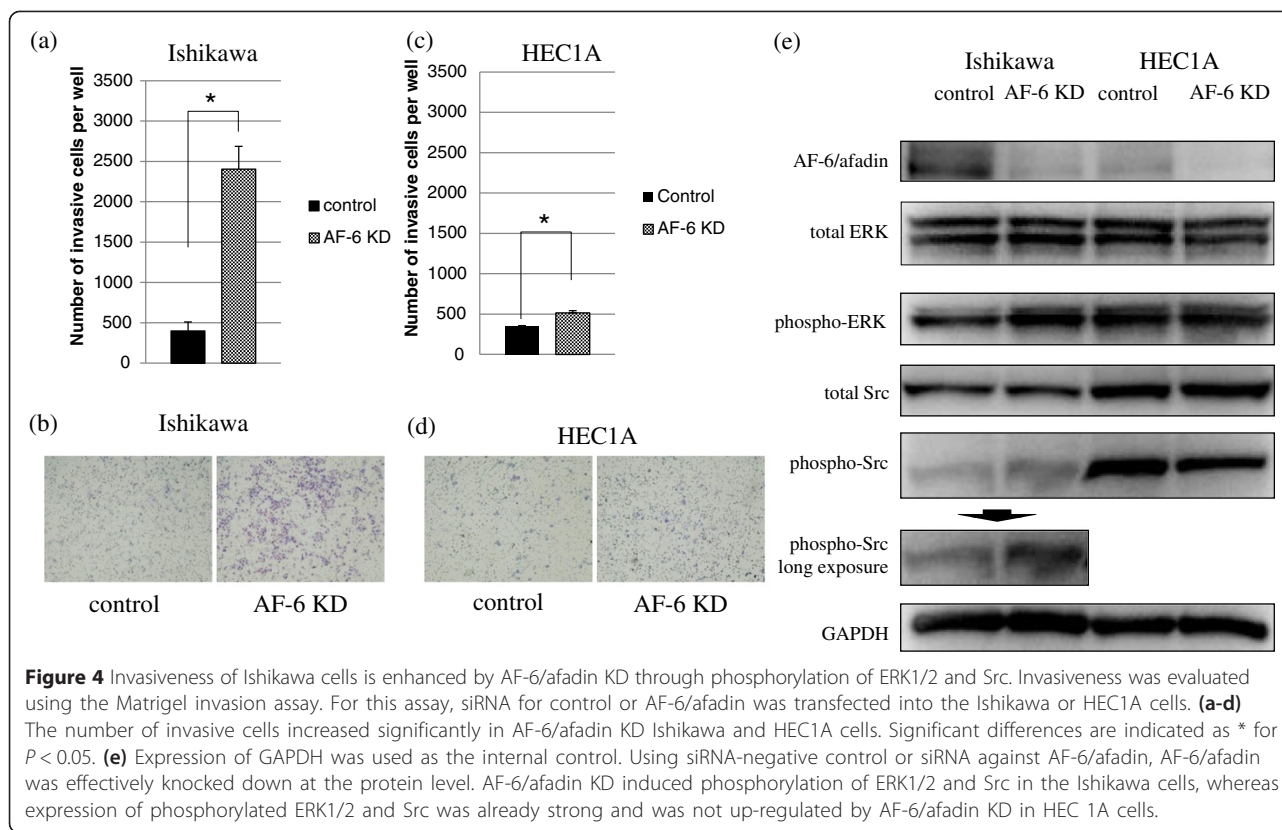 (a)
Ishikawa
Number of invasive cells per well
3500
3000
2500
2000
1500
1000
500
0
*
control
AF-6 KD
(c)
HEC1A
Number of invasive cells per well
3500
3000
2500
2000
1500
1000
500
0
*
Control
AF-6 KD
(b)
Ishikawa
control
AF-6 KD
(d)
HEC1A
control
AF-6 KD
(e)
Ishikawa
HEC1A
control
AF-6 KD
control
AF-6 KD
AF-6/afadin
total ERK
phospho-ERK
total Src
phospho-Src
phospho-Src
long exposure
GAPDH
Figure 4 Invasiveness of Ishikawa cells is enhanced by AF-6/afadin KD through phosphorylation of ERK1/2 and Src. Invasiveness was evaluated
using the Matrigel invasion assay. For this assay, siRNA for control or AF-6/afadin was transfected into the Ishikawa or HEC1A cells. (a-d)
The number of invasive cells increased significantly in AF-6/afadin KD Ishikawa and HEC1A cells. Significant differences are indicated as * for
P < 0.05. (e) Expression of GAPDH was used as the internal control. Using siRNA-negative control or siRNA against AF-6/afadin, AF-6/afadin
was effectively knocked down at the protein level. AF-6/afadin KD induced phosphorylation of ERK1/2 and Src in the Ishikawa cells, whereas
expression of phosphorylated ERK1/2 and Src was already strong and was not up-regulated by AF-6/afadin KD in HEC 1A cells.